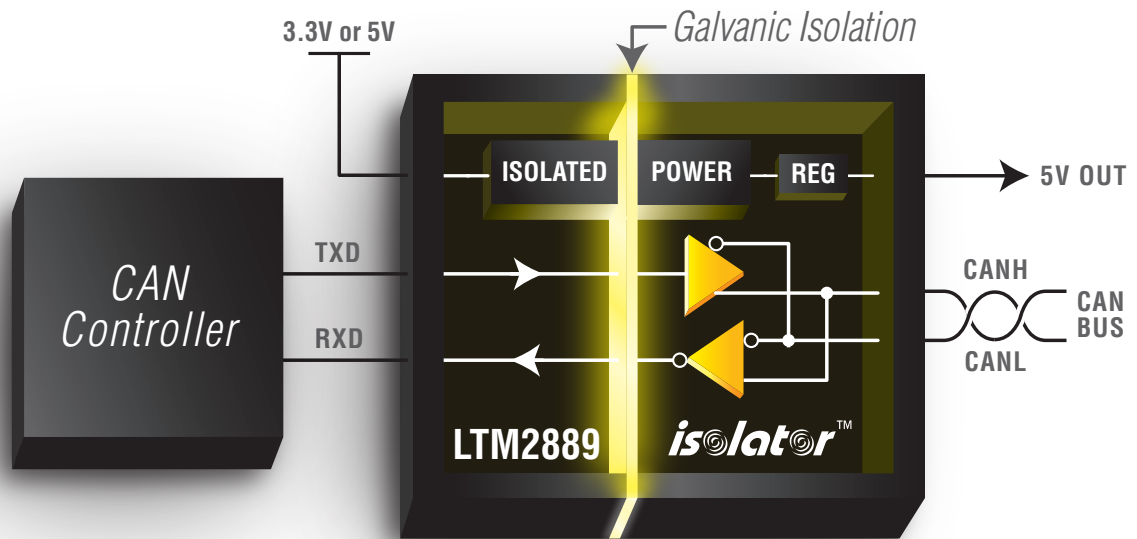 3.3V or 5V
Galvanic Isolation
ISOLATED
POWER
REG
5V OUT
CAN
Controller
TXD
RXD
CANH
CANL
CAN
BUS
LTM2889
isolator™